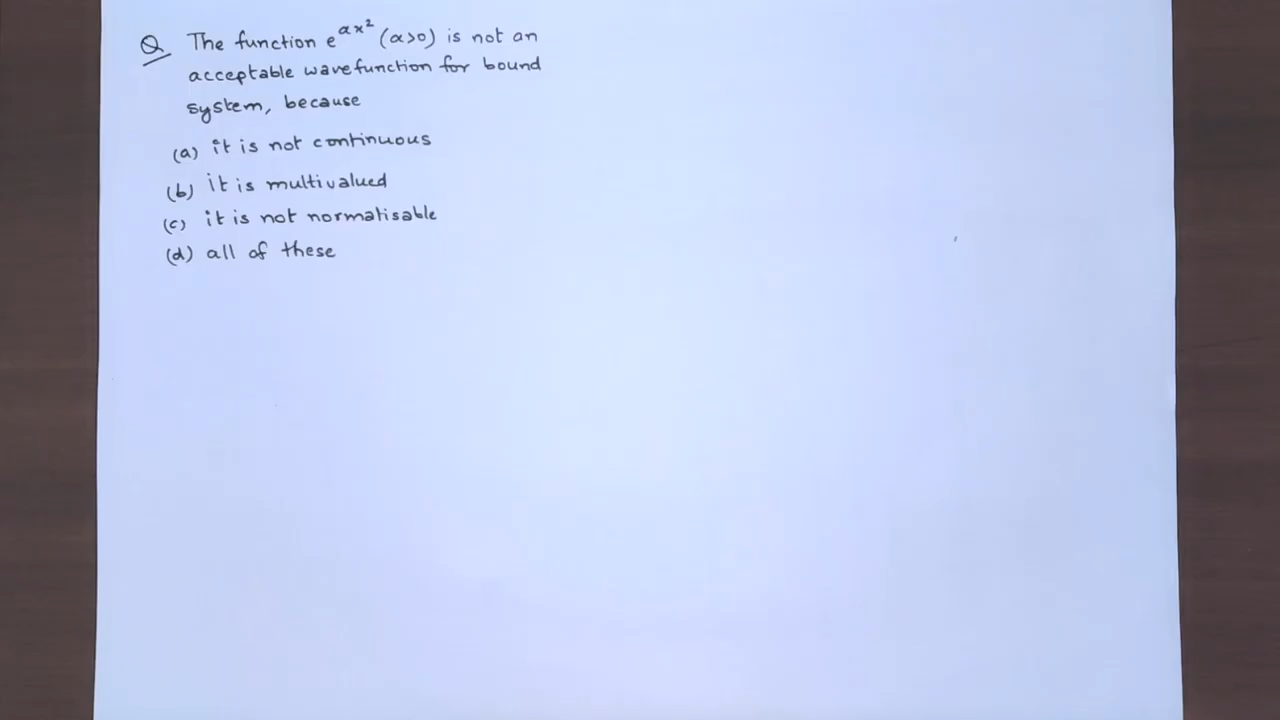 Q The function e^αx² (α>0) is not an
acceptable wavefunction for bound
system, because
(a) it is not continuous
(b) it is multivalued
(c) it is not normalisable
(d) all of these